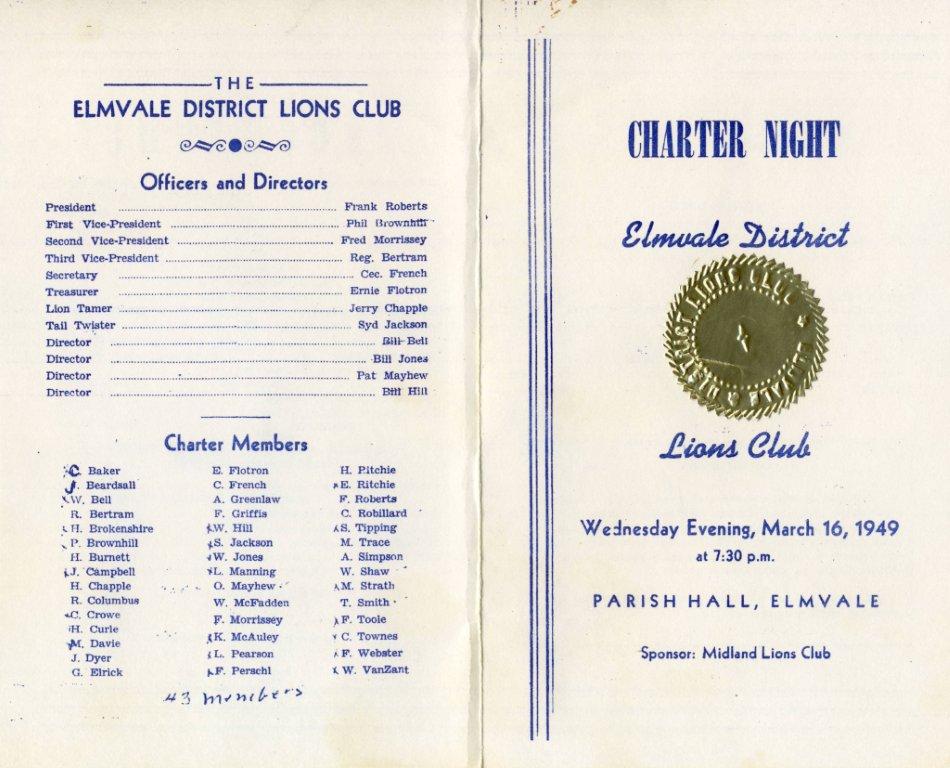 THE
ELMVALE DISTRICT LIONS CLUB
Officers and Directors
President Frank Roberts
First Vice-President Phil Brownhill
Second Vice-President Fred Morrissey
Third Vice-President Reg. Bertram
Secretary Cec. French
Treasurer Ernie Flotron
Lion Tamer Jerry Chapple
Tail Twister Syd Jackson
Director Bill Bell
Director Bill Jones
Director Pat Mayhew
Director Bill Hill
Charter Members
C. Baker E. Flotron H. Ritchie
J. Beardsall C. French E. Ritchie
W. Bell A. Greenlaw F. Roberts
R. Bertram F. Griffis C. Robillard
H. Brokenshire W. Hill S. Tipping
P. Brownhill S. Jackson M. Trace
H. Burnett W. Jones A. Simpson
J. Campbell L. Manning W. Shaw
H. Chapple O. Mayhew M. Strath
R. Columbus W. McFadden T. Smith
C. Crowe F. Morrissey F. Toole
H. Curle K. McAuley C. Townes
M. Davie L. Pearson F. Webster
J. Dyer F. Perschl W. VanZant
G. Elrick
43 members
CHARTER NIGHT
Elmvale District
DISTRICT LIONS CLUB
ELMVALE
Lions Club
Wednesday Evening, March 16, 1949
at 7:30 p.m.
PARISH HALL, ELMVALE
Sponsor: Midland Lions Club